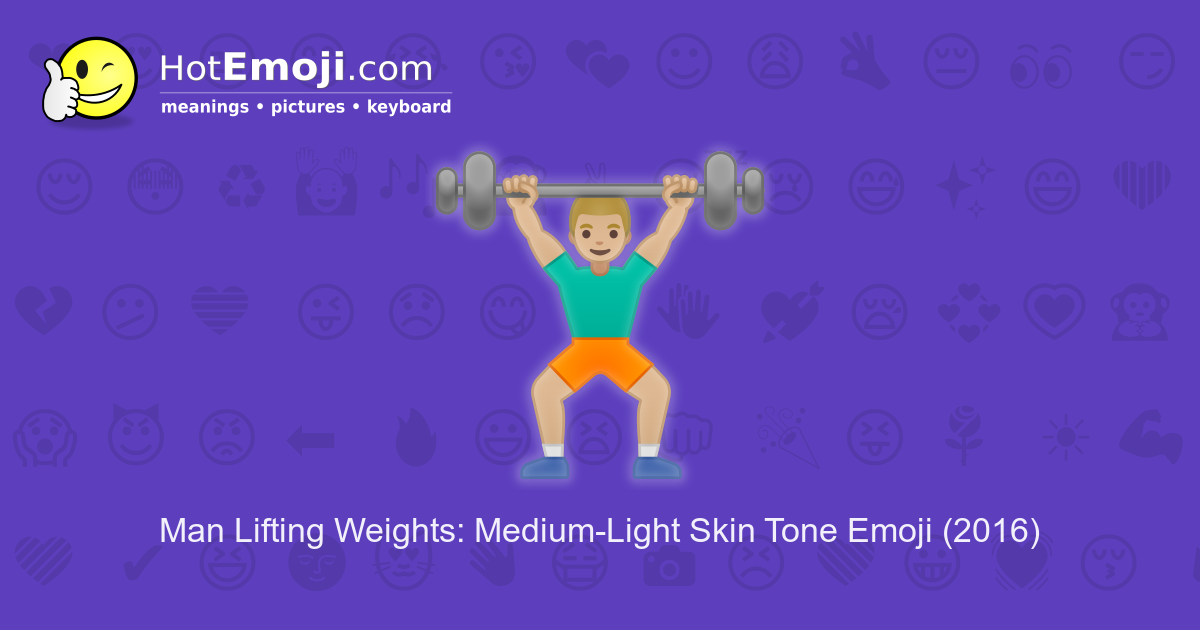 HotEmoji.com
meanings • pictures • keyboard
Man Lifting Weights: Medium-Light Skin Tone Emoji (2016)